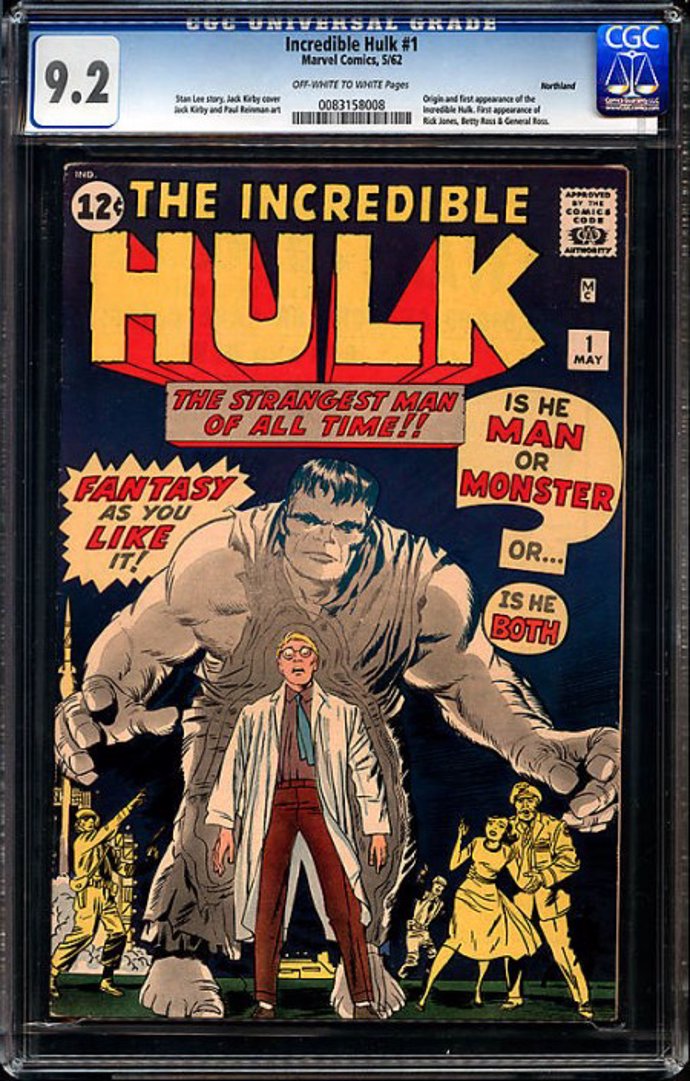 CGC UNIVERSAL GRADE
9.2
Incredible Hulk #1
Marvel Comics, 5/62
OFF-WHITE TO WHITE Pages
Northland
Stan Lee story, Jack Kirby cover
Jack Kirby and Paul Reinman art
0083158008
Origin and first appearance of the
Incredible Hulk. First appearance of
Rick Jones, Betty Ross & General Ross.
CGC
IND.
12¢
THE INCREDIBLE
HULK
APPROVED
BY THE
COMICS
CODE
CA
AUTHORITY
M
C
1
MAY
THE STRANGEST MAN
OF ALL TIME!!
IS HE
MAN
OR
MONSTER
OR...
IS HE
BOTH
FANTASY
AS YOU
LIKE
IT!